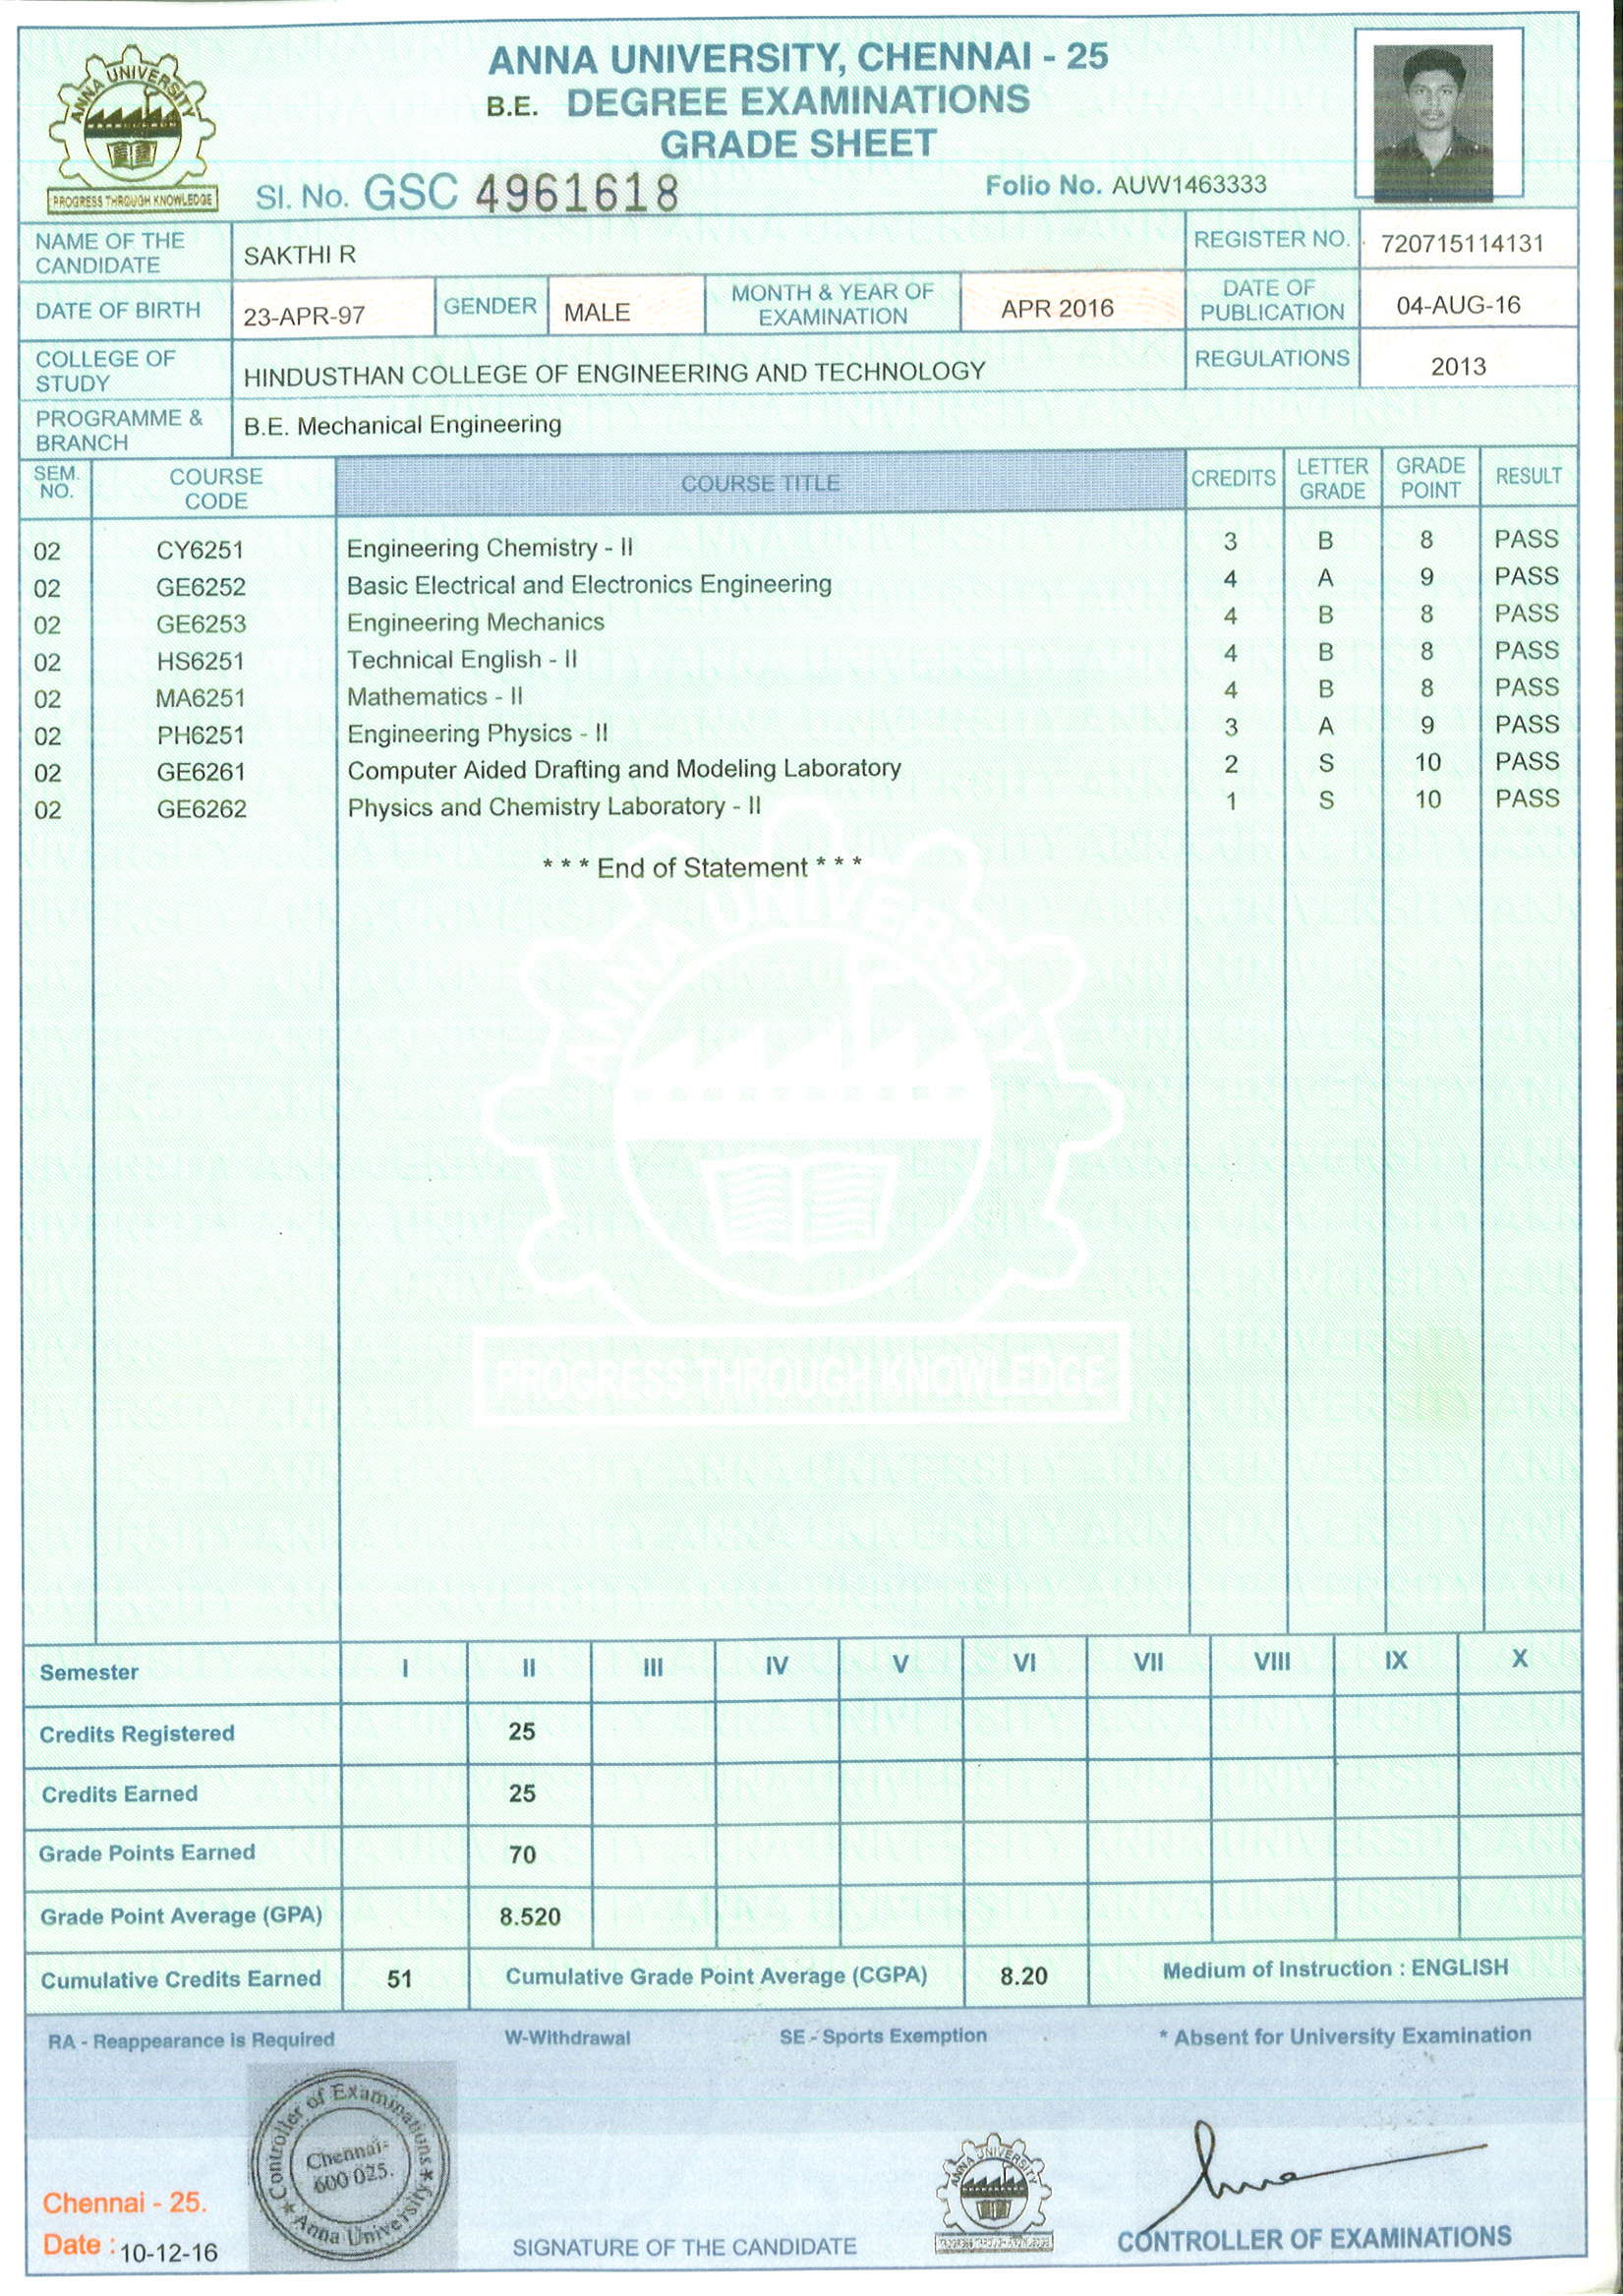 ANNA UNIVERSITY
PROGRESS THROUGH KNOWLEDGE
ANNA UNIVERSITY, CHENNAI - 25
B.E. DEGREE EXAMINATIONS
GRADE SHEET
Sl. No. GSC 4961618
Folio No. AUW1463333
NAME OF THE CANDIDATE SAKTHI R REGISTER NO. 720715114131
DATE OF BIRTH 23-APR-97 GENDER MALE MONTH & YEAR OF EXAMINATION APR 2016 DATE OF PUBLICATION 04-AUG-16
COLLEGE OF STUDY HINDUSTHAN COLLEGE OF ENGINEERING AND TECHNOLOGY REGULATIONS 2013
PROGRAMME & BRANCH B.E. Mechanical Engineering
SEM. NO. COURSE CODE COURSE TITLE CREDITS LETTER GRADE GRADE POINT RESULT
02 CY6251 Engineering Chemistry - II 3 B 8 PASS
02 GE6252 Basic Electrical and Electronics Engineering 4 A 9 PASS
02 GE6253 Engineering Mechanics 4 B 8 PASS
02 HS6251 Technical English - II 4 B 8 PASS
02 MA6251 Mathematics - II 4 B 8 PASS
02 PH6251 Engineering Physics - II 3 A 9 PASS
02 GE6261 Computer Aided Drafting and Modeling Laboratory 2 S 10 PASS
02 GE6262 Physics and Chemistry Laboratory - II 1 S 10 PASS
* * * End of Statement * * *
ANNA UNIVERSITY
PROGRESS THROUGH KNOWLEDGE
Semester I II III IV V VI VII VIII IX X
Credits Registered 25
Credits Earned 25
Grade Points Earned 70
Grade Point Average (GPA) 8.520
Cumulative Credits Earned 51 Cumulative Grade Point Average (CGPA) 8.20 Medium of Instruction : ENGLISH
RA - Reappearance is Required W-Withdrawal SE - Sports Exemption * Absent for University Examination
Controller of Examinations
Chennai-
600 025.
Anna University
Chennai - 25.
Date : 10-12-16
SIGNATURE OF THE CANDIDATE
ANNA UNIVERSITY
CONTROLLER OF EXAMINATIONS